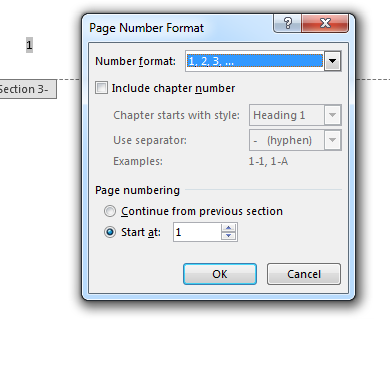 Page Number Format
1
Number format: 1, 2, 3, ...
Section 3-
Include chapter number
Chapter starts with style: Heading 1
Use separator: - (hyphen)
Examples: 1-1, 1-A
Page numbering
Continue from previous section
Start at: 1
OK Cancel